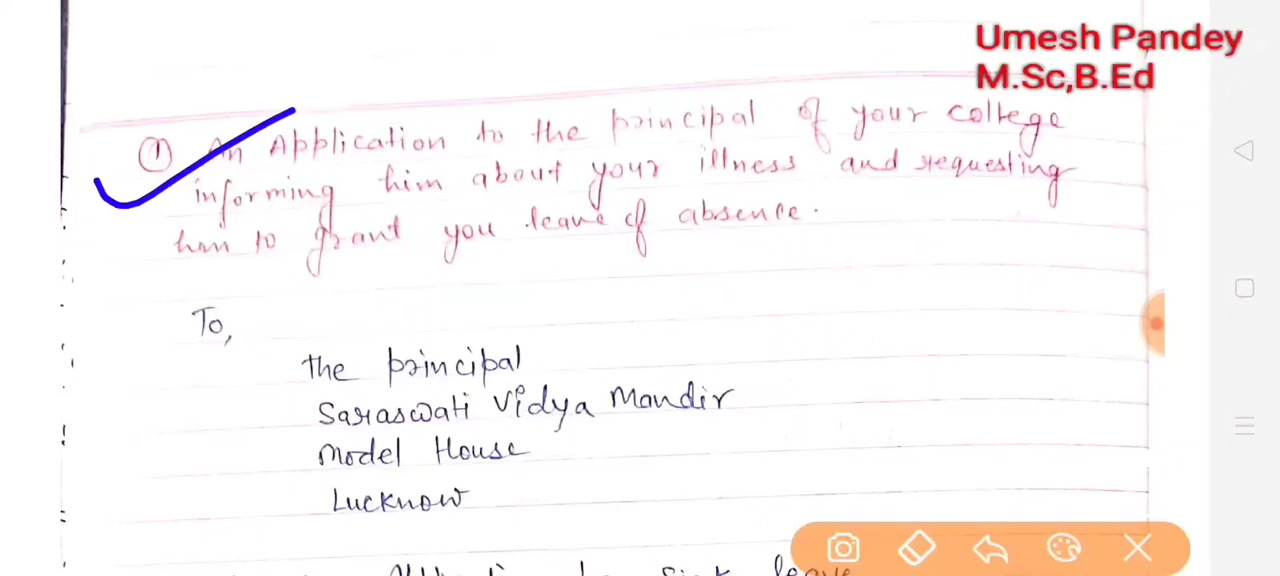 Umesh Pandey
M.Sc,B.Ed
(1) An Application to the principal of your college
informing him about your illness and requesting
him to grant you leave of absence.
To,
the principal
Saraswati Vidya Mandir
Model House
Lucknow
leave